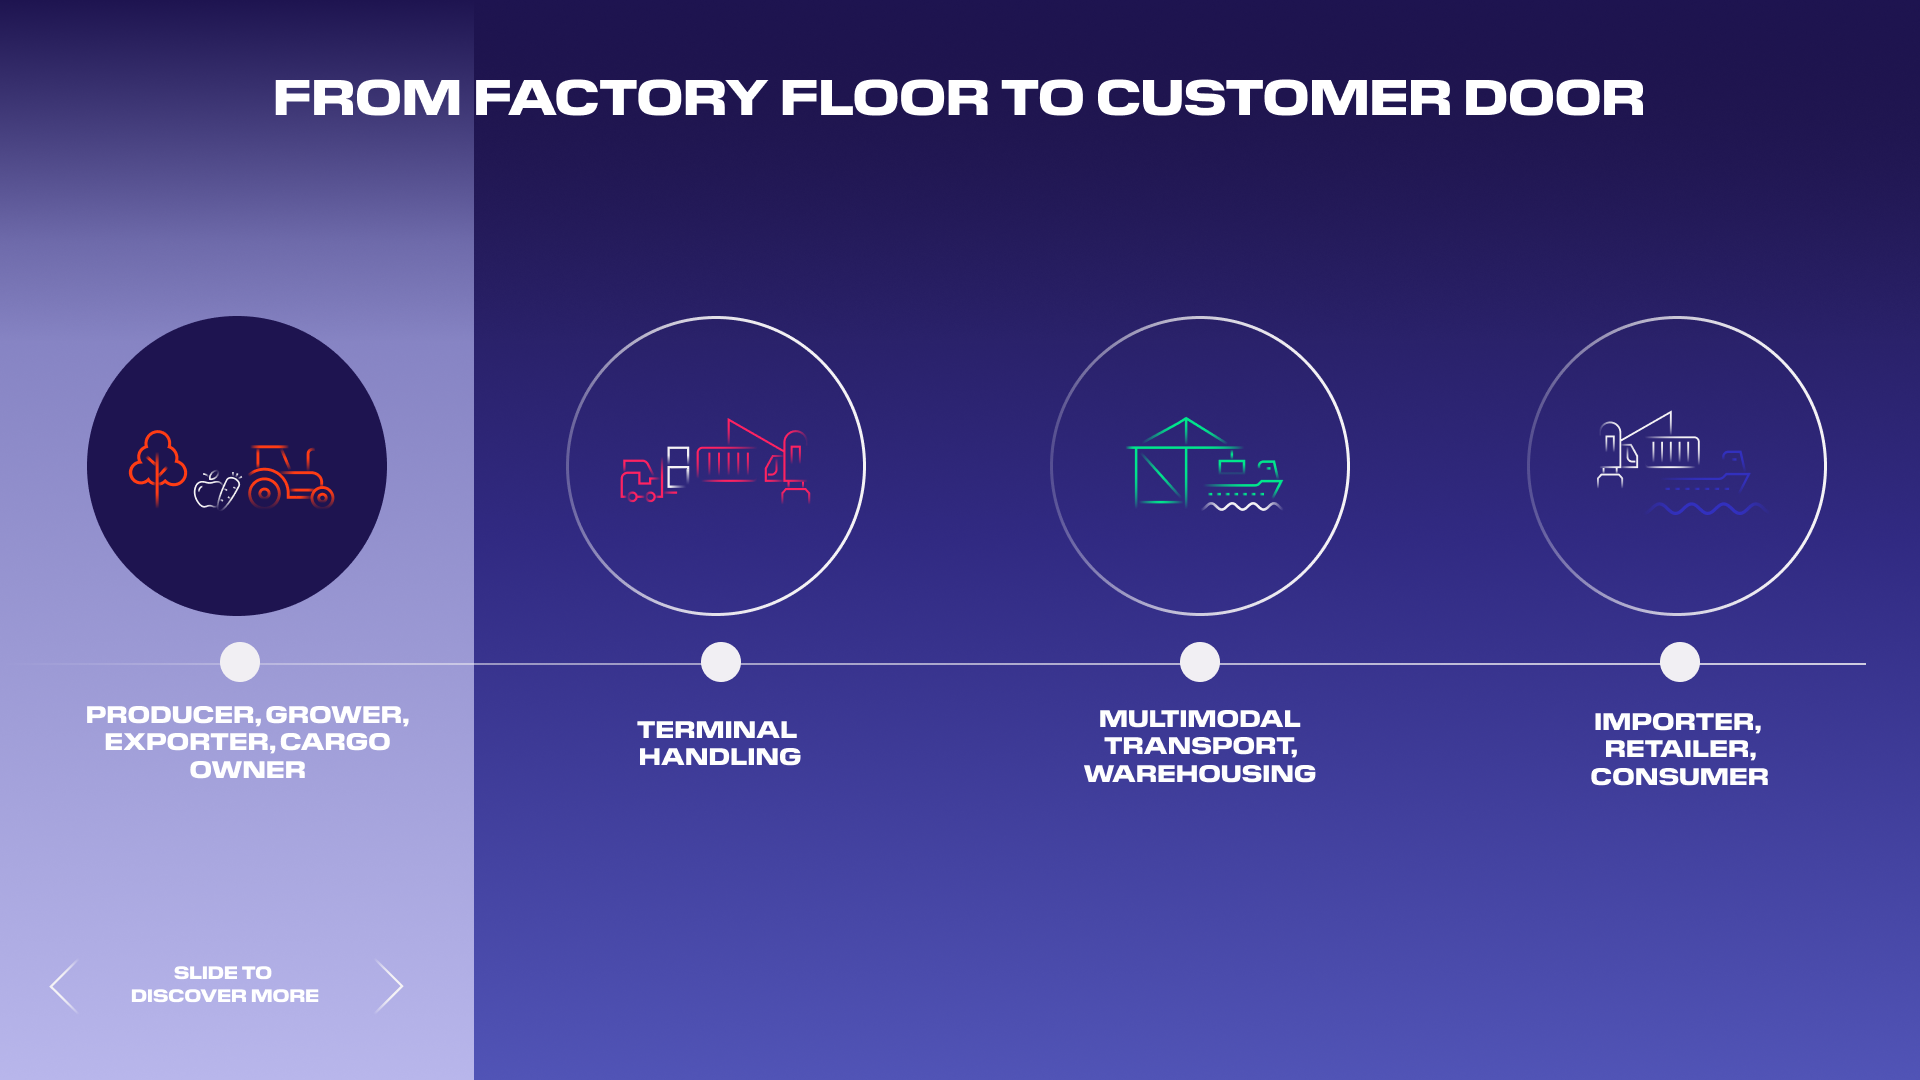 FROM FACTORY FLOOR TO CUSTOMER DOOR
PRODUCER, GROWER,
EXPORTER, CARGO
OWNER
TERMINAL
HANDLING
MULTIMODAL
TRANSPORT,
WAREHOUSING
IMPORTER,
RETAILER,
CONSUMER
SLIDE TO
DISCOVER MORE